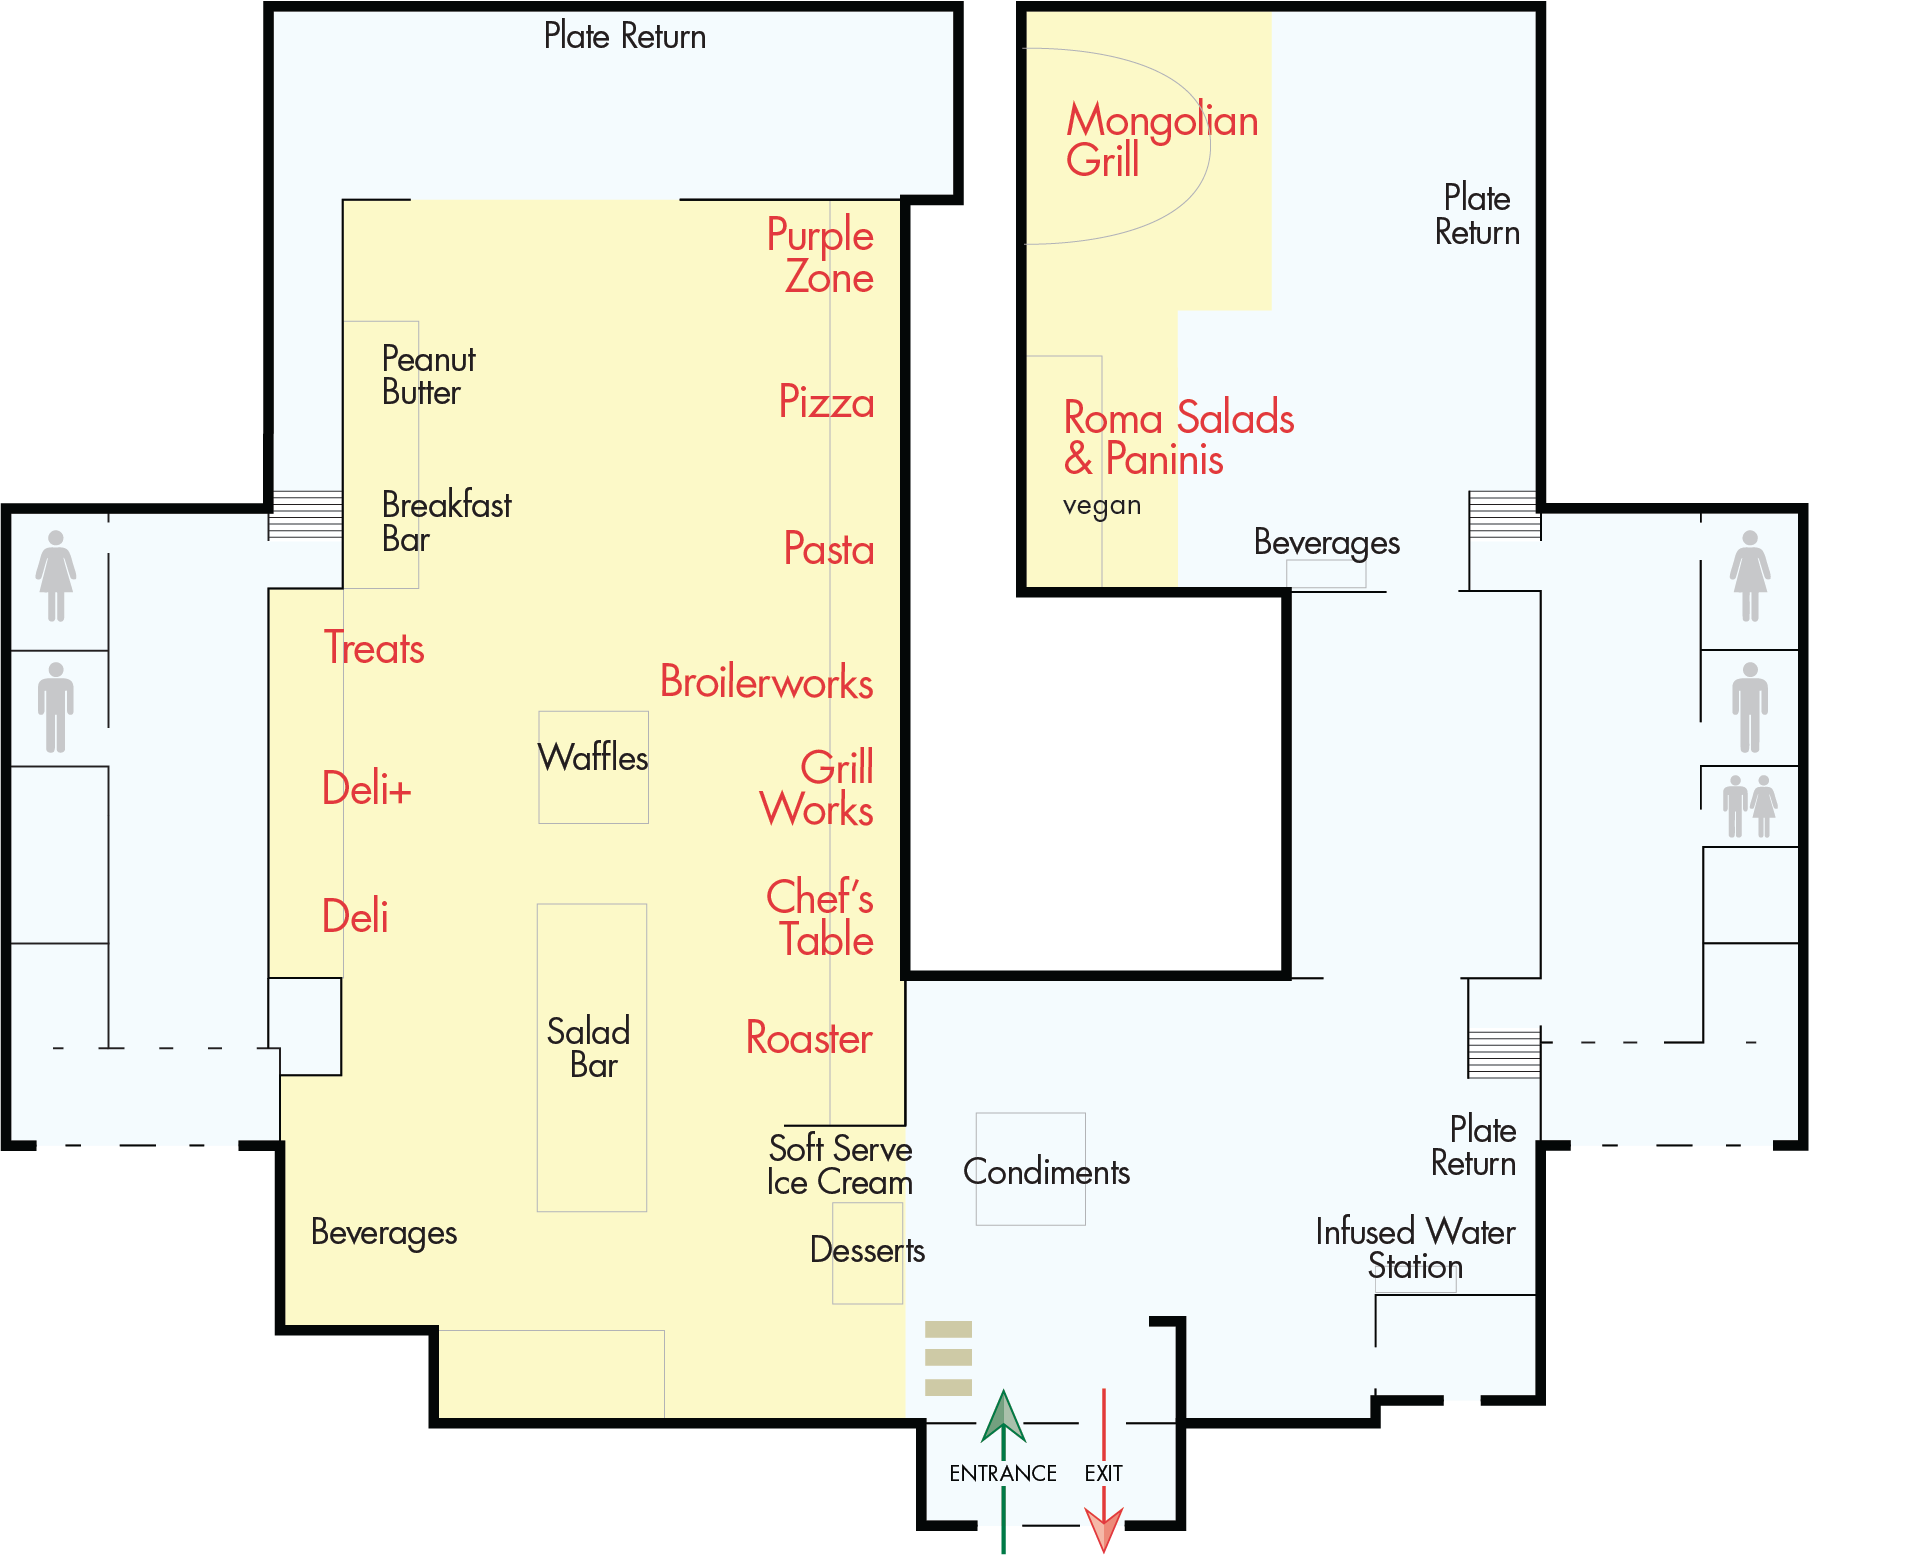 Plate Return
Mongolian
Grill
Plate
Return
Purple
Zone
Peanut
Butter
Pizza
Roma Salads
& Paninis
vegan
Breakfast
Bar
Pasta
Beverages
Treats
Broilerworks
Waffles
Grill
Works
Deli+
Chef's
Table
Deli
Salad
Bar
Roaster
Soft Serve
Ice Cream
Condiments
Plate
Return
Beverages
Desserts
Infused Water
Station
ENTRANCE
EXIT